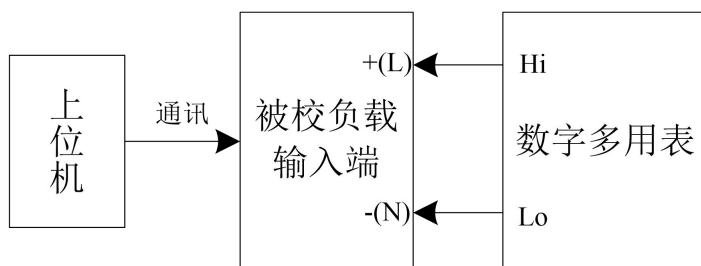 上位机
通讯
被校负载
输入端
+(L)
-(N)
Hi
数字多用表
Lo